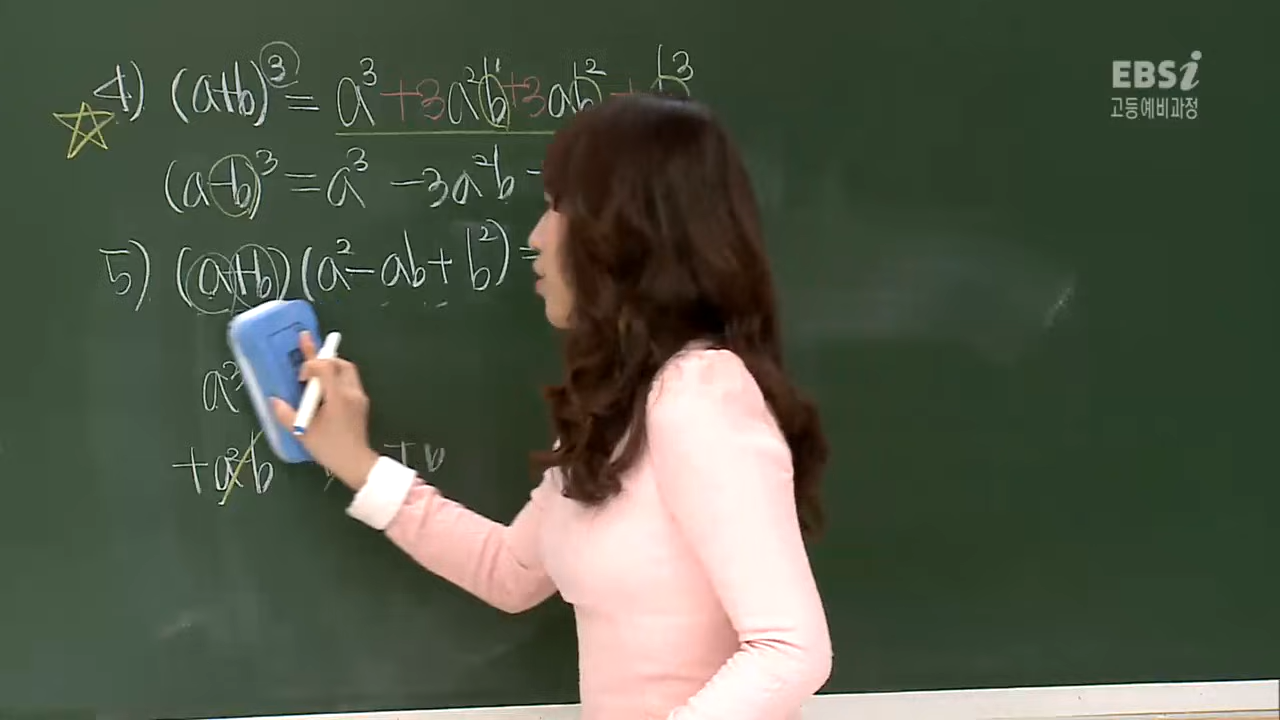 4) (a+b)³ = a³ +3a²b +3ab² + b³
(a-b)³ = a³ -3a²b
5) (a+b)(a²-ab+b²) =
a³
+a²b + b
EBSi
고등예비과정